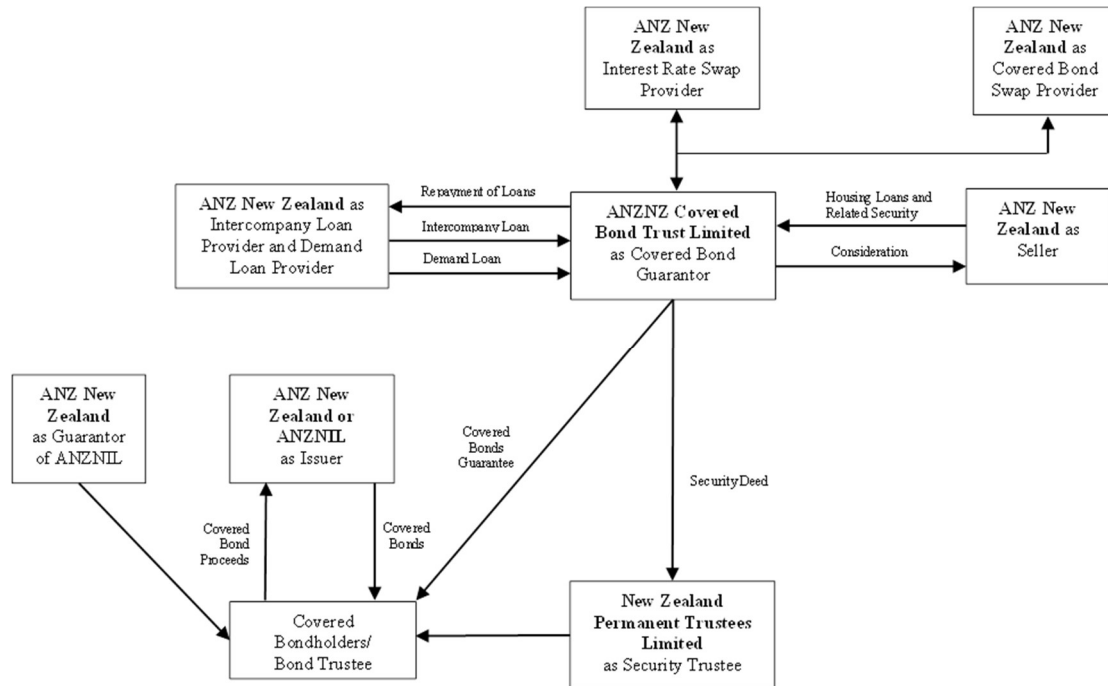 ANZ New
Zealand as
Interest Rate Swap
Provider
ANZ New
Zealand as
Covered Bond
Swap Provider
ANZ New Zealand as
Intercompany Loan
Provider and Demand
Loan Provider
Repayment of Loans
Intercompany Loan
Demand Loan
ANZNZ Covered
Bond Trust Limited
as Covered Bond
Guarantor
Housing Loans and
Related Security
Consideration
ANZ New
Zealand as
Seller
ANZ New
Zealand
as Guarantor
of ANZNIL
ANZ New
Zealand or
ANZNIL
as Issuer
Covered
Bonds
Guarantee
Security Deed
Covered
Bond
Proceeds
Covered
Bonds
Covered
Bondholders/
Bond Trustee
New Zealand
Permanent Trustees
Limited
as Security Trustee